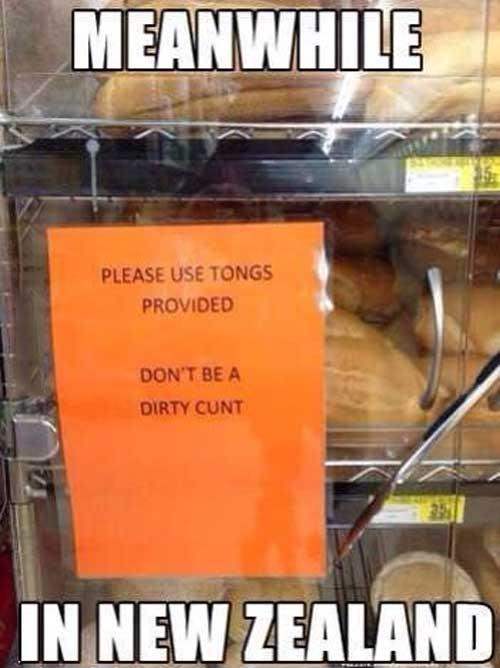 MEANWHILE
PLEASE USE TONGS
PROVIDED
DON'T BE A
DIRTY CUNT
IN NEW ZEALAND